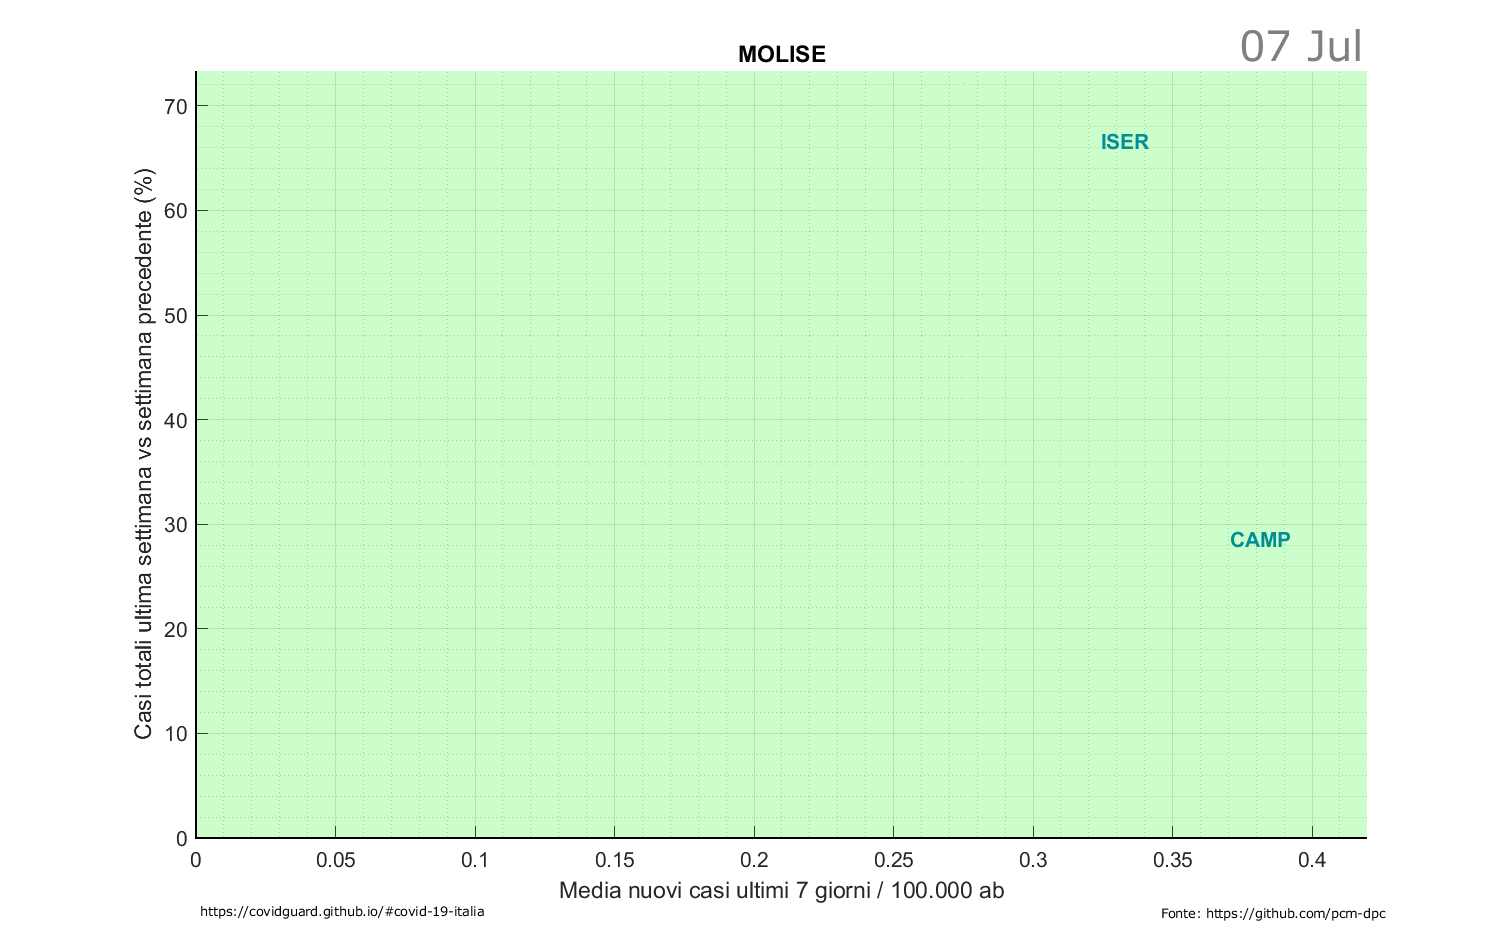 MOLISE
07 Jul
Casi totali ultima settimana vs settimana precedente (%)
70
60
50
40
30
20
10
0
ISER
CAMP
0
0.05
0.1
0.15
0.2
0.25
0.3
0.35
0.4
Media nuovi casi ultimi 7 giorni / 100.000 ab
https://covidguard.github.io/#covid-19-italia
Fonte: https://github.com/pcm-dpc